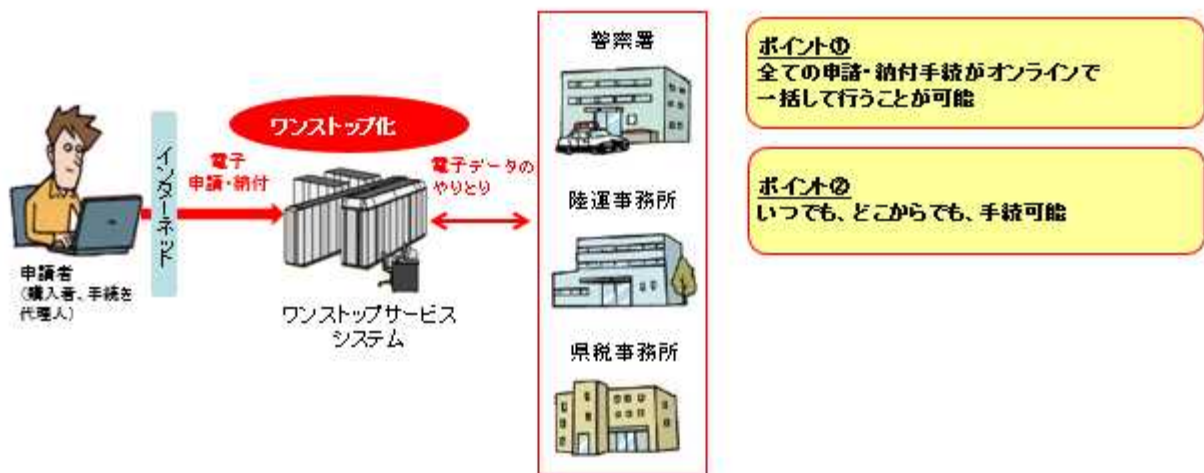 申請者
（購入者、手続き
代理人）
インターネット
ワンストップ化
電子
申請・納付
ワンストップサービス
システム
電子データの
やりとり
警察署
陸運事務所
県税事務所
ポイント①
全ての申請・納付手続がオンラインで
一括して行うことが可能
ポイント②
いつでも、どこからでも、手続可能